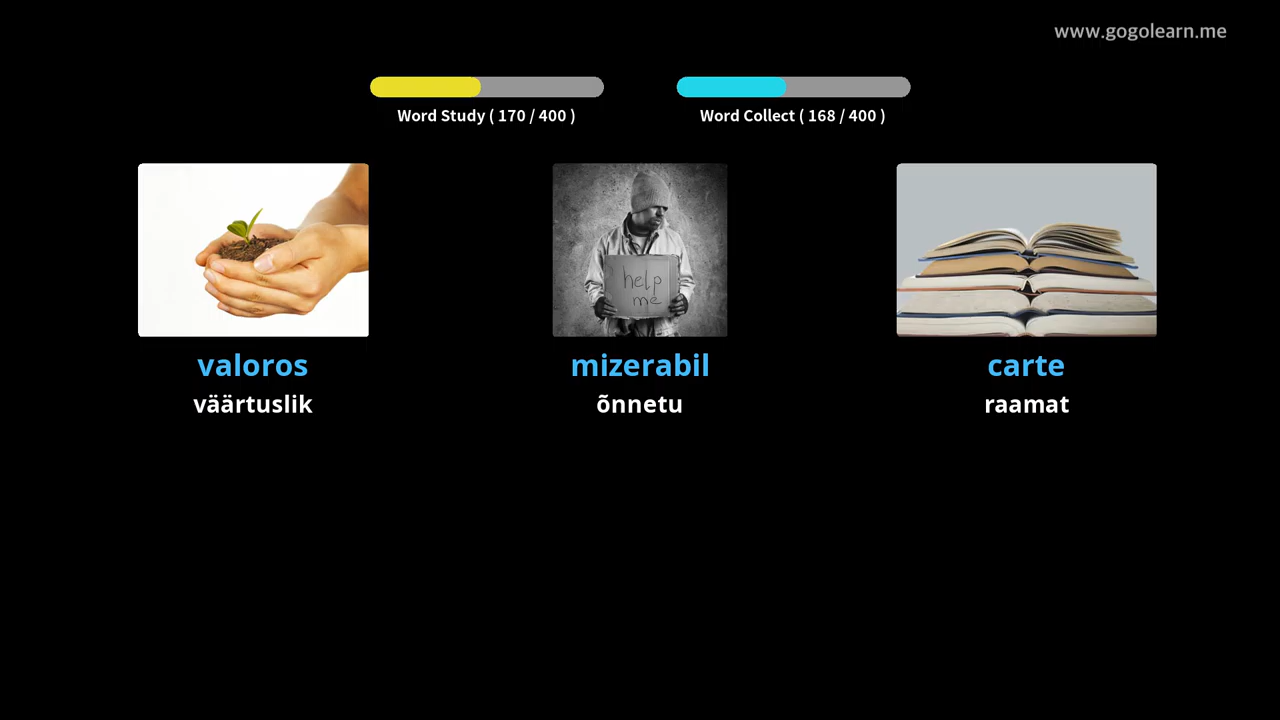 www.gogolearn.me
Word Study ( 170 / 400 )
Word Collect ( 168 / 400 )
help
me
valoros
mizerabil
carte
väärtuslik
õnnetu
raamat